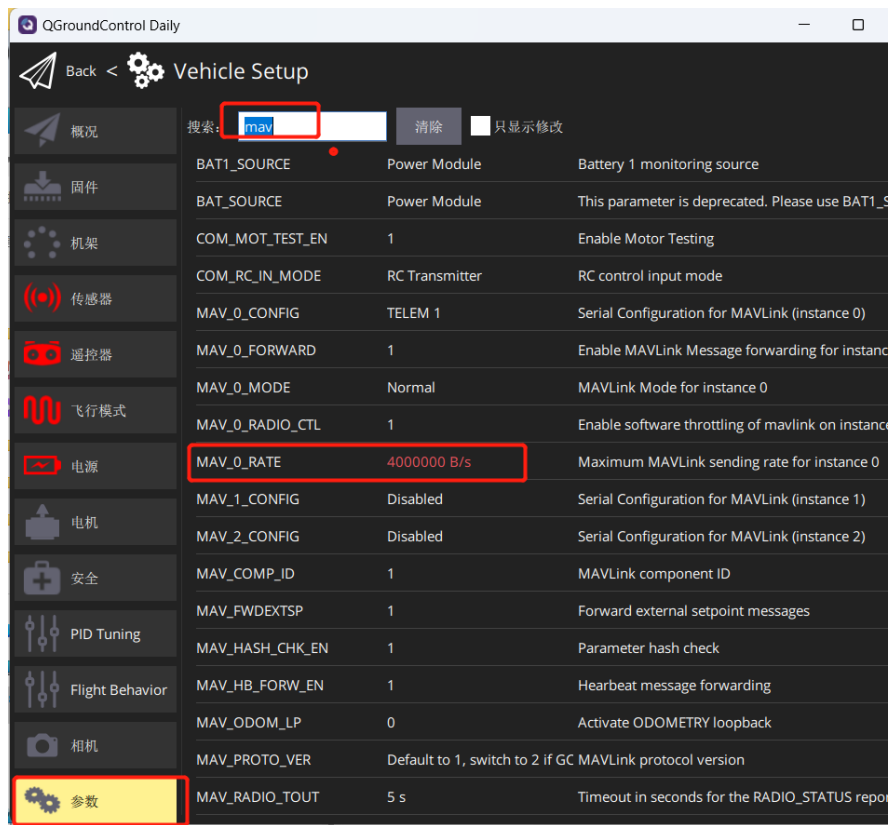 QGroundControl Daily
Back < Vehicle Setup
搜索: mav 清除 只显示修改
概况
固件
机架
传感器
遥控器
飞行模式
电源
电机
安全
PID Tuning
Flight Behavior
相机
参数
BAT1_SOURCE Power Module Battery 1 monitoring source
BAT_SOURCE Power Module This parameter is deprecated. Please use BAT1_S
COM_MOT_TEST_EN 1 Enable Motor Testing
COM_RC_IN_MODE RC Transmitter RC control input mode
MAV_0_CONFIG TELEM 1 Serial Configuration for MAVLink (instance 0)
MAV_0_FORWARD 1 Enable MAVLink Message forwarding for instanc
MAV_0_MODE Normal MAVLink Mode for instance 0
MAV_0_RADIO_CTL 1 Enable software throttling of mavlink on instance
MAV_0_RATE 4000000 B/s Maximum MAVLink sending rate for instance 0
MAV_1_CONFIG Disabled Serial Configuration for MAVLink (instance 1)
MAV_2_CONFIG Disabled Serial Configuration for MAVLink (instance 2)
MAV_COMP_ID 1 MAVLink component ID
MAV_FWDEXTSP 1 Forward external setpoint messages
MAV_HASH_CHK_EN 1 Parameter hash check
MAV_HB_FORW_EN 1 Hearbeat message forwarding
MAV_ODOM_LP 0 Activate ODOMETRY loopback
MAV_PROTO_VER Default to 1, switch to 2 if GC MAVLink protocol version
MAV_RADIO_TOUT 5 s Timeout in seconds for the RADIO_STATUS repor